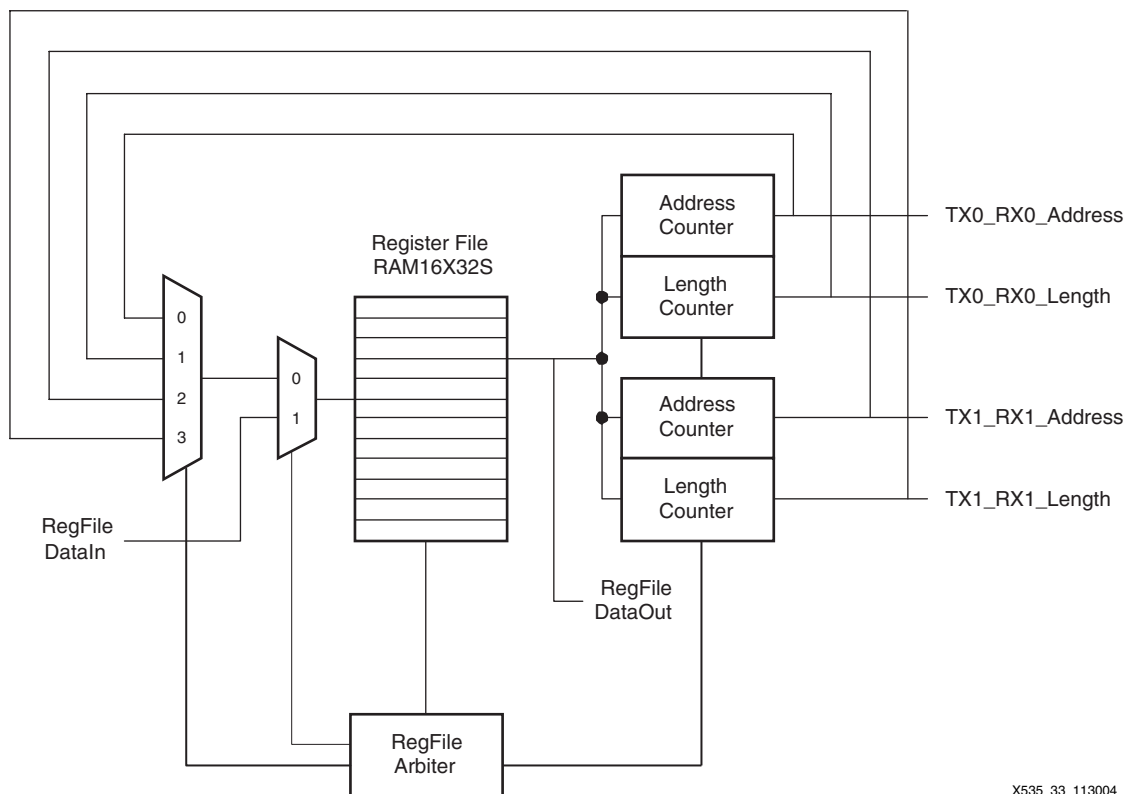 Address
Counter
TX0_RX0_Address
Register File
RAM16X32S
Length
Counter
TX0_RX0_Length
0
1
2
3
0
1
Address
Counter
TX1_RX1_Address
Length
Counter
TX1_RX1_Length
RegFile
DataIn
RegFile
DataOut
RegFile
Arbiter
X535_33_113004